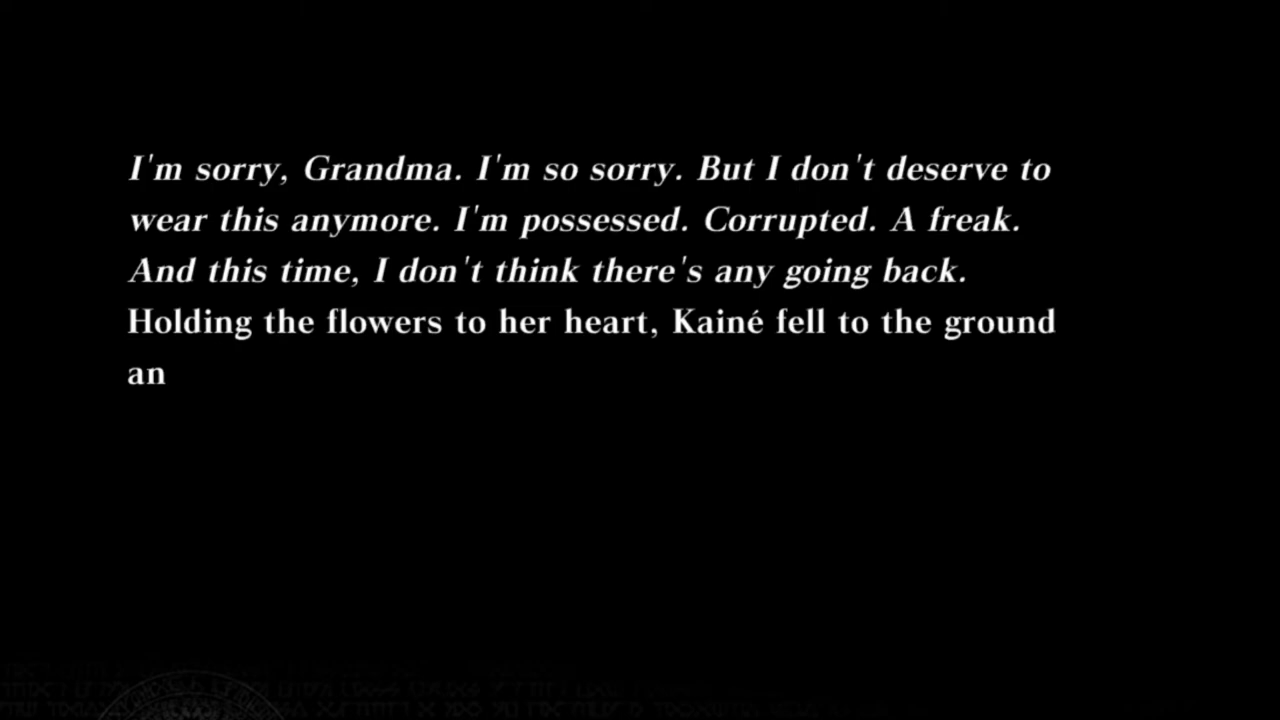 I'm sorry, Grandma. I'm so sorry. But I don't deserve to
wear this anymore. I'm possessed. Corrupted. A freak.
And this time, I don't think there's any going back.
Holding the flowers to her heart, Kainé fell to the ground
an